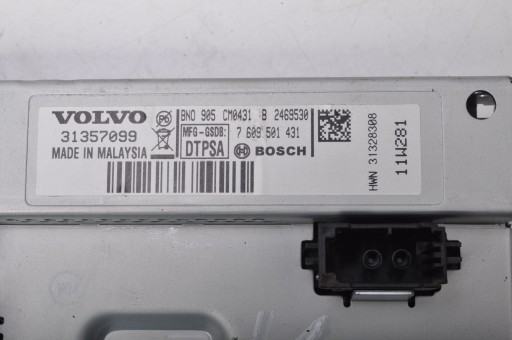 VOLVO
31357099
MADE IN MALAYSIA
BNO 905 CM0431 B 2469530
MFG-GSDB: 7 609 501 431
DTPSA BOSCH
HWN 31328308
11W281